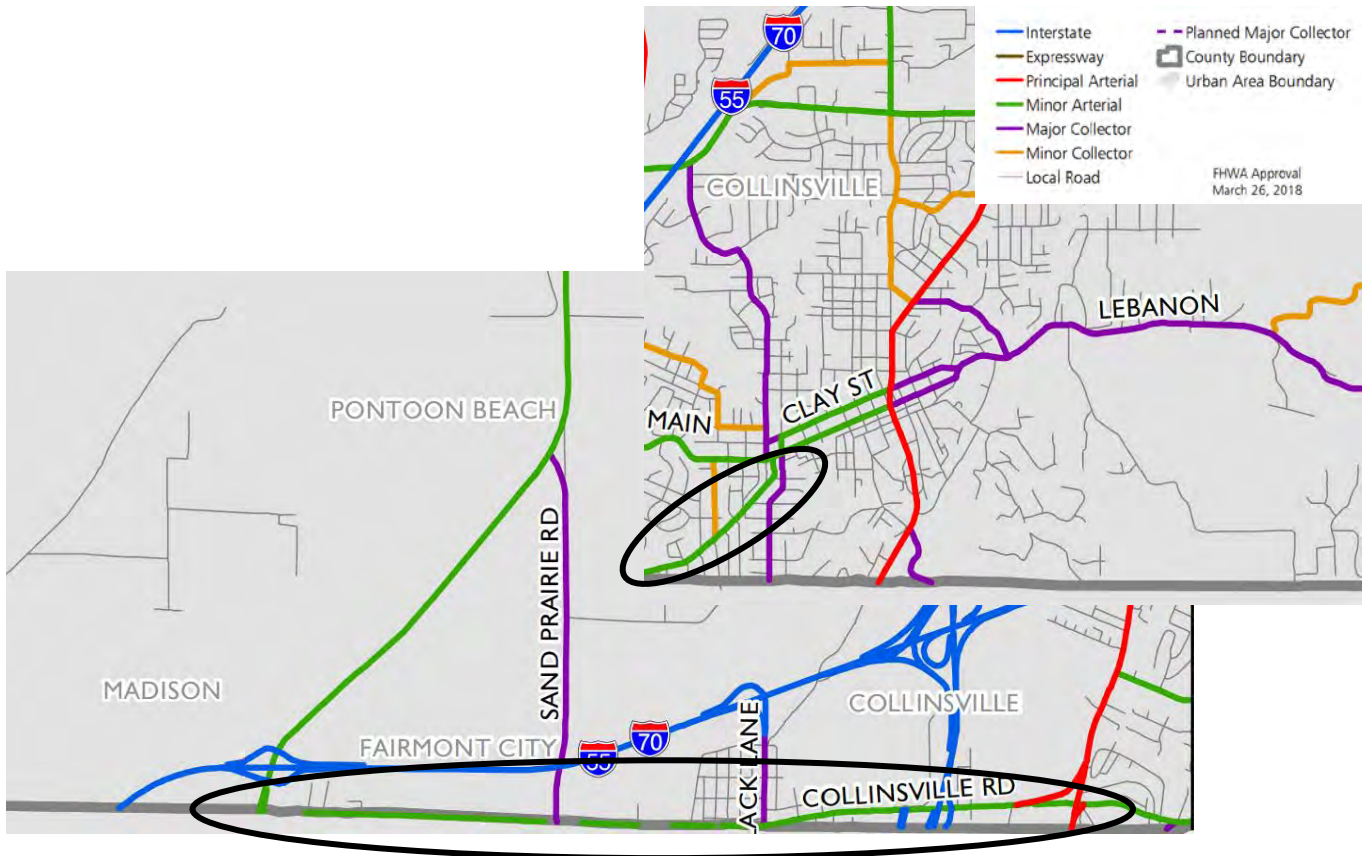 70
55
COLLINSVILLE
Interstate
Expressway
Principal Arterial
Minor Arterial
Major Collector
Minor Collector
Local Road
Planned Major Collector
County Boundary
Urban Area Boundary
FHWA Approval
March 26, 2018
LEBANON
CLAY ST
MAIN
PONTOON BEACH
SAND PRAIRIE RD
MADISON
FAIRMONT CITY
55
70
ACK LANE
COLLINSVILLE
COLLINSVILLE RD